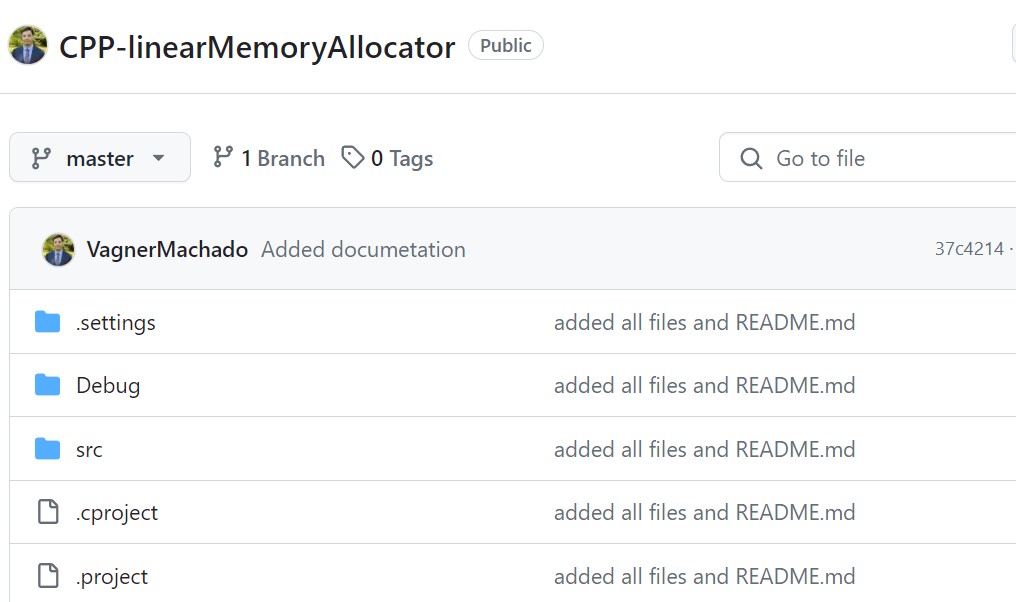 CPP-linearMemoryAllocator Public
master 1 Branch 0 Tags Go to file
VagnerMachado Added documetation 37c4214 ·
.settings added all files and README.md
Debug added all files and README.md
src added all files and README.md
.cproject added all files and README.md
.project added all files and README.md